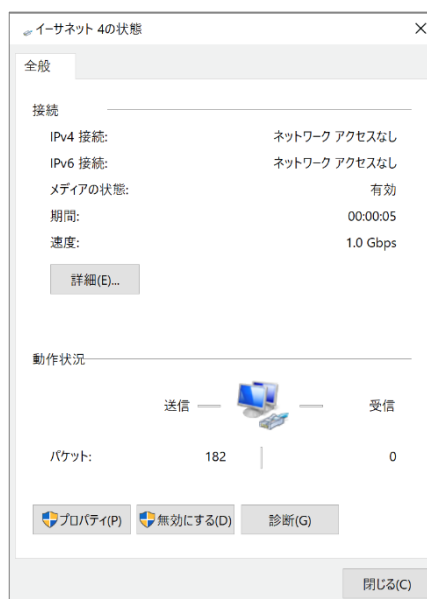 イーサネット 4の状態
全般
接続
IPv4 接続: ネットワーク アクセスなし
IPv6 接続: ネットワーク アクセスなし
メディアの状態: 有効
期間: 00:00:05
速度: 1.0 Gbps
詳細(E)...
動作状況
送信 受信
パケット: 182 0
プロパティ(P) 無効にする(D) 診断(G)
閉じる(C)